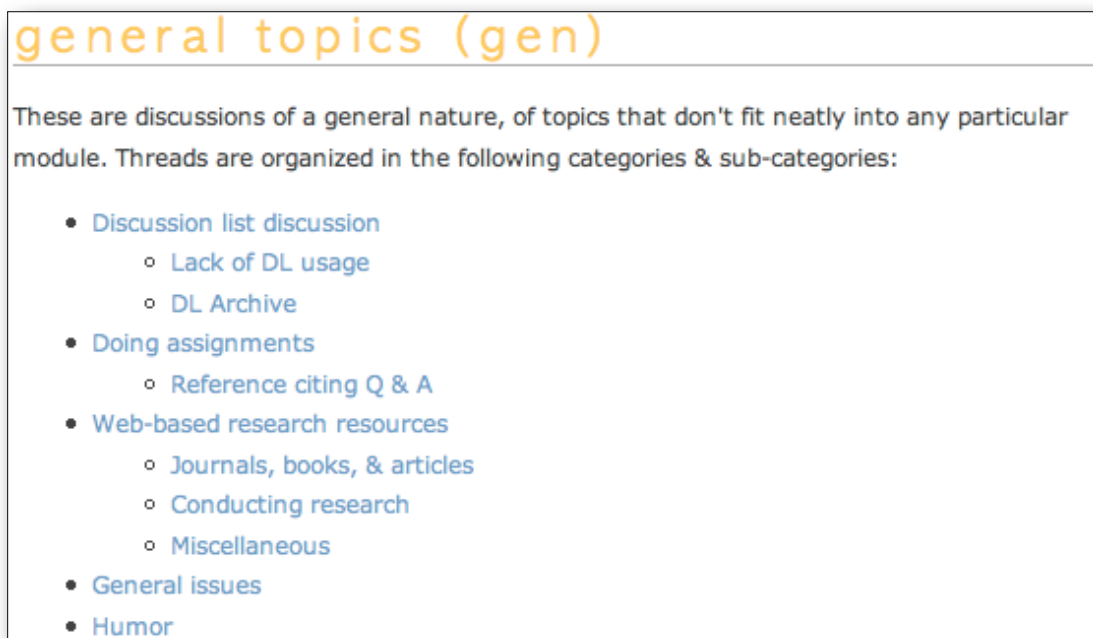 general topics (gen)
These are discussions of a general nature, of topics that don't fit neatly into any particular
module. Threads are organized in the following categories & sub-categories:
Discussion list discussion
Lack of DL usage
DL Archive
Doing assignments
Reference citing Q & A
Web-based research resources
Journals, books, & articles
Conducting research
Miscellaneous
General issues
Humor